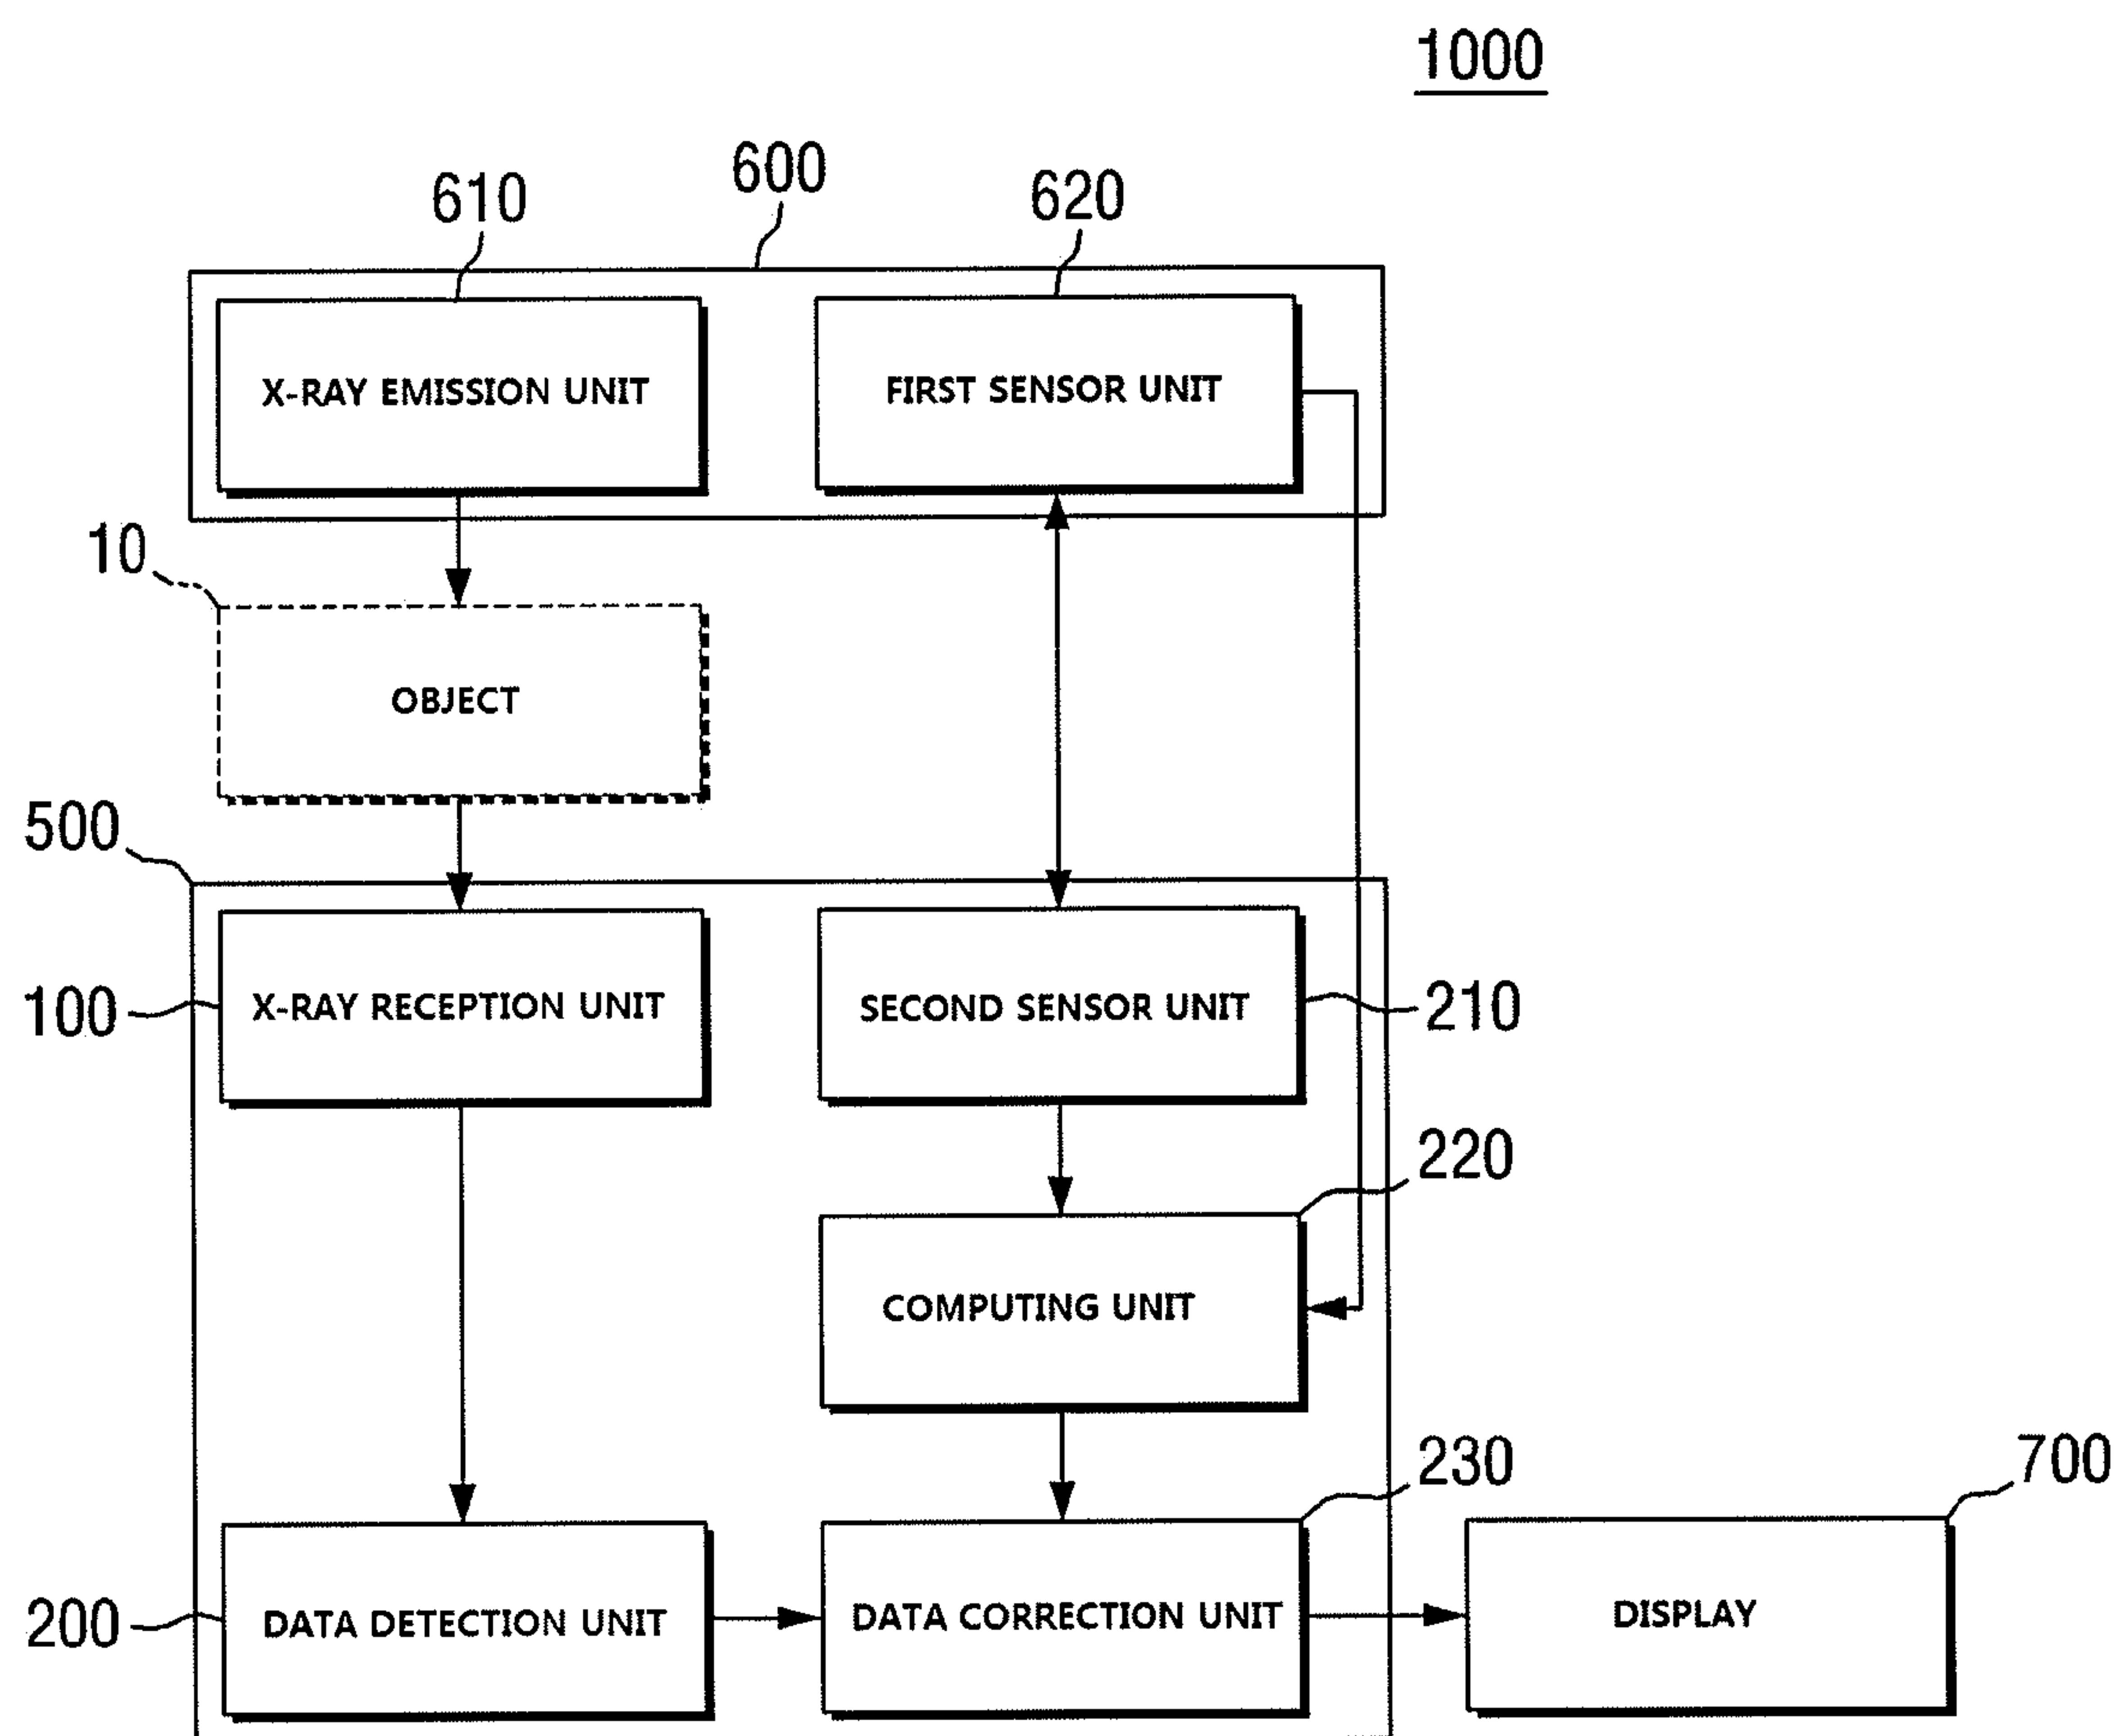 1000
600
610
620
X-RAY EMISSION UNIT
FIRST SENSOR UNIT
10
OBJECT
500
100
X-RAY RECEPTION UNIT
SECOND SENSOR UNIT
210
220
COMPUTING UNIT
230
700
200
DATA DETECTION UNIT
DATA CORRECTION UNIT
DISPLAY